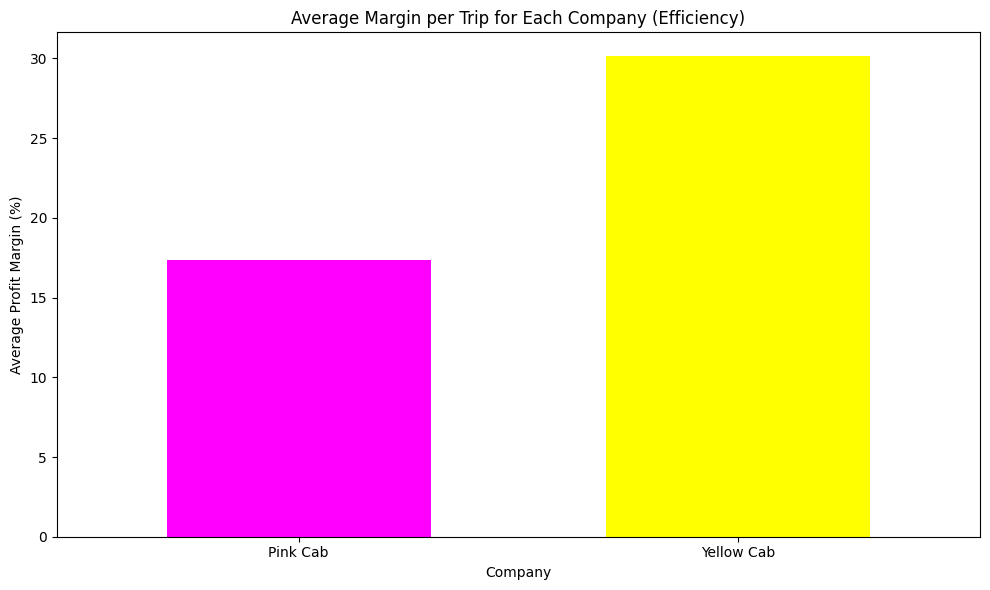 Average Margin per Trip for Each Company (Efficiency)
30
25
20
15
10
5
0
Average Profit Margin (%)
Pink Cab
Yellow Cab
Company